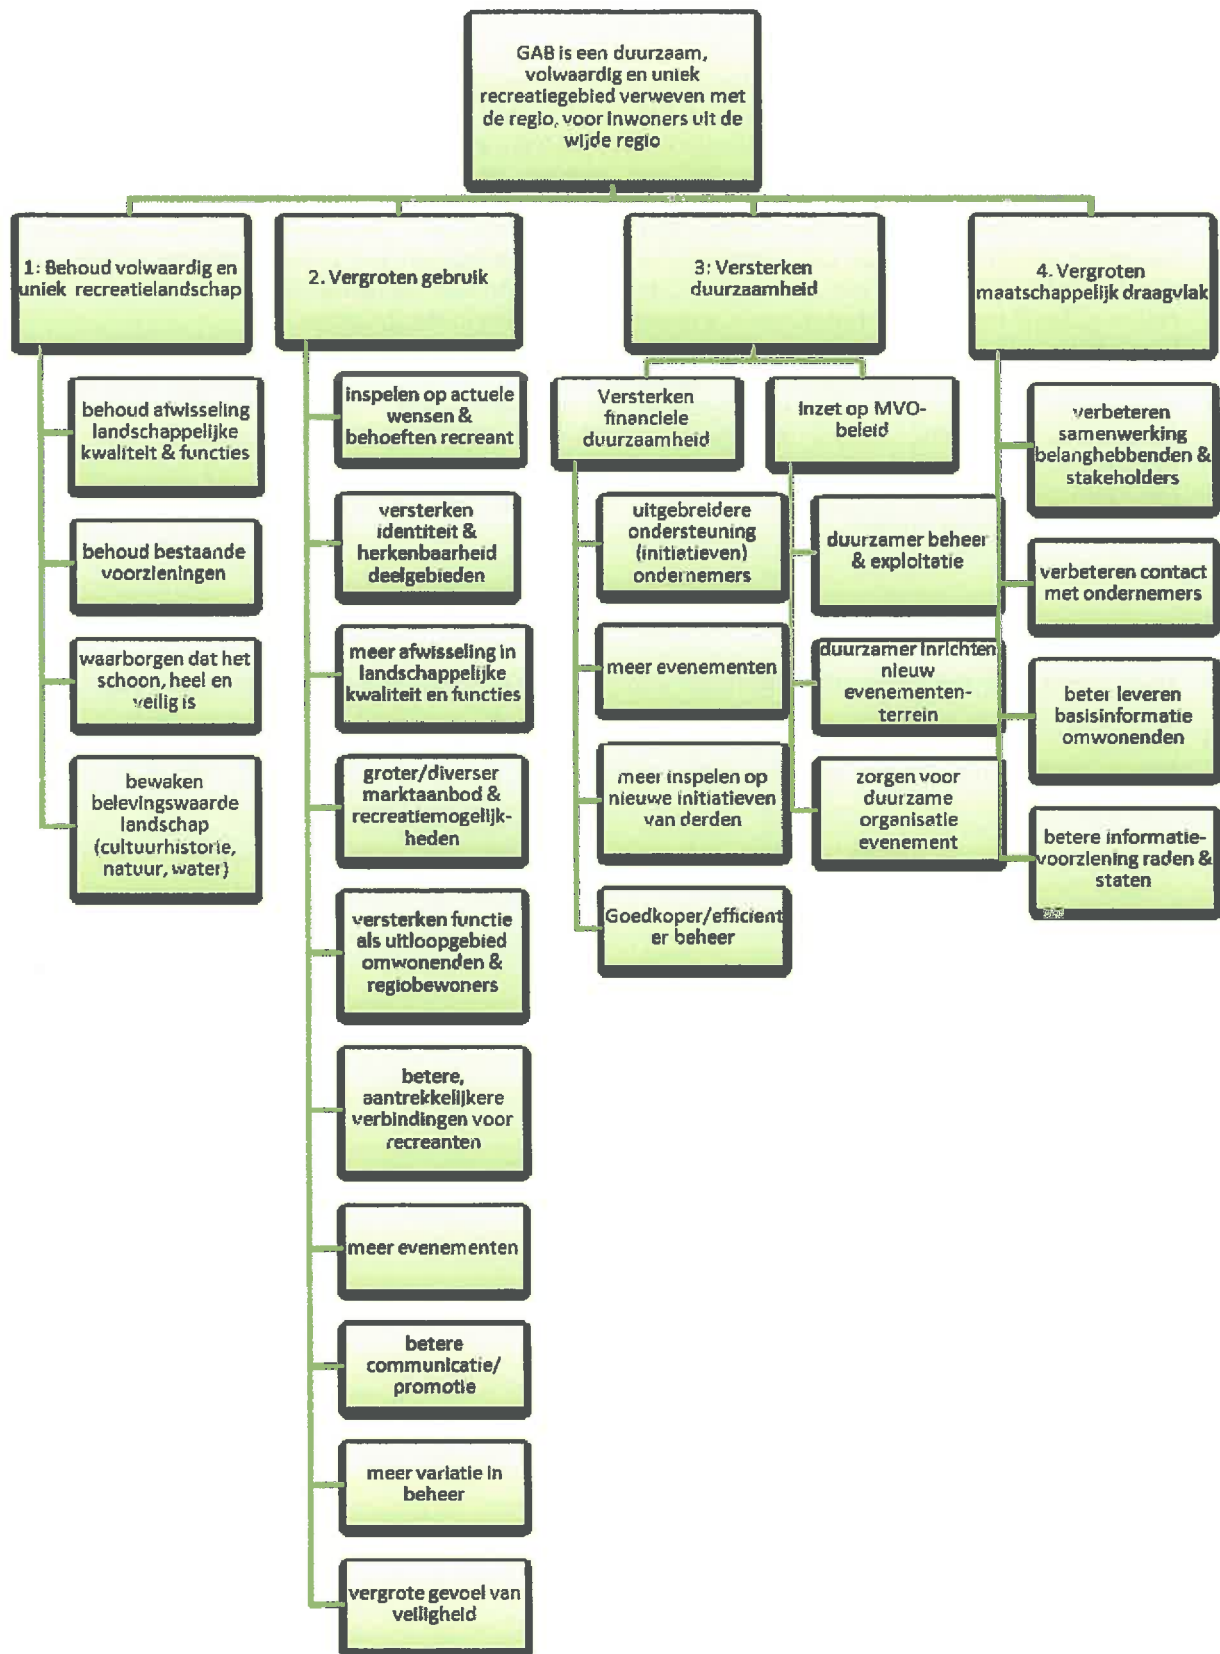 GAB is een duurzaam,
volwaardig en uniek
recreatiegebied verweven met
de regio, voor inwoners uit de
wijde regio
1: Behoud volwaardig en
uniek recreatielandschap
behoud afwisseling
landschappelijke
kwaliteit & functies
behoud bestaande
voorzieningen
waarborgen dat het
schoon, heel en
veilig is
bewaken
belevingswaarde
landschap
(cultuurhistorie,
natuur, water)
2. Vergroten gebruik
inspelen op actuele
wensen &
behoeften recreant
versterken
identiteit &
herkenbaarheid
deelgebieden
meer afwisseling in
landschappelijke
kwaliteit en functies
groter/diverser
marktaanbod &
recreatiemogelijk-
heden
versterken functie
als uitloopgebied
omwonenden &
regiobewoners
betere,
aantrekkelijkere
verbindingen voor
recreanten
meer evenementen
betere
communicatie/
promotie
meer variatie in
beheer
vergrote gevoel van
veiligheid
3: Versterken
duurzaamheid
Versterken
financiele
duurzaamheid
uitgebreidere
ondersteuning
(initiatieven)
ondernemers
meer evenementen
meer inspelen op
nieuwe initiatieven
van derden
Goedkoper/efficient
er beheer
Inzet op MVO-
beleid
duurzamer beheer
& exploitatie
duurzamer inrichten
nieuw
evenementen-
terrein
zorgen voor
duurzame
organisatie
evenement
4. Vergroten
maatschappelijk draagvlak
verbeteren
samenwerking
belanghebbenden &
stakeholders
verbeteren contact
met ondernemers
beter leveren
basisinformatie
omwonenden
betere informatie-
voorziening raden &
staten